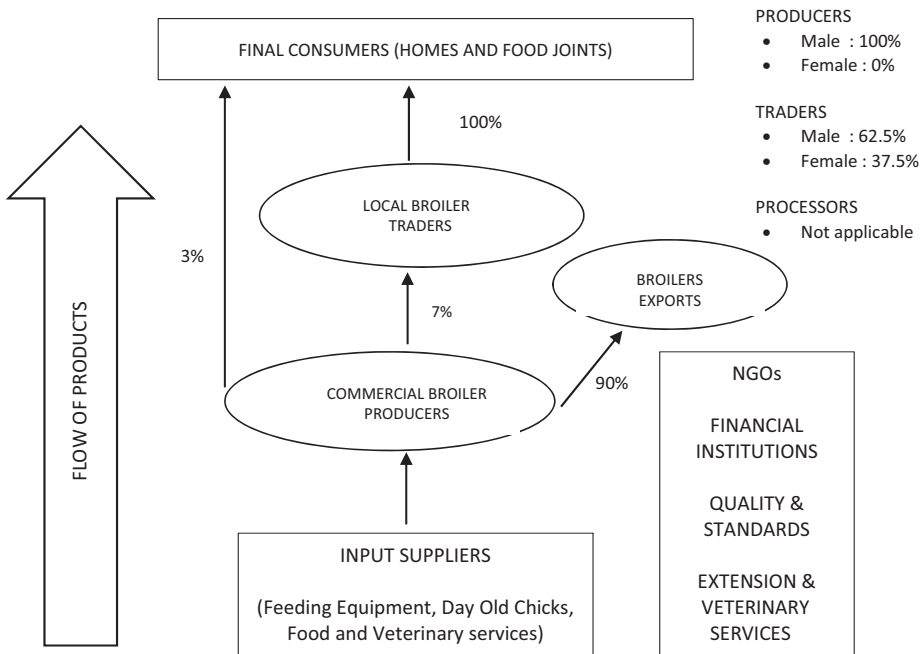 FINAL CONSUMERS (HOMES AND FOOD JOINTS)
PRODUCERS
• Male : 100%
• Female : 0%
TRADERS
• Male : 62.5%
• Female : 37.5%
PROCESSORS
• Not applicable
100%
LOCAL BROILER
TRADERS
3%
BROILERS
EXPORTS
7%
90%
COMMERCIAL BROILER
PRODUCERS
FLOW OF PRODUCTS
NGOs
FINANCIAL
INSTITUTIONS
QUALITY &
STANDARDS
EXTENSION &
VETERINARY
SERVICES
INPUT SUPPLIERS
(Feeding Equipment, Day Old Chicks,
Food and Veterinary services)